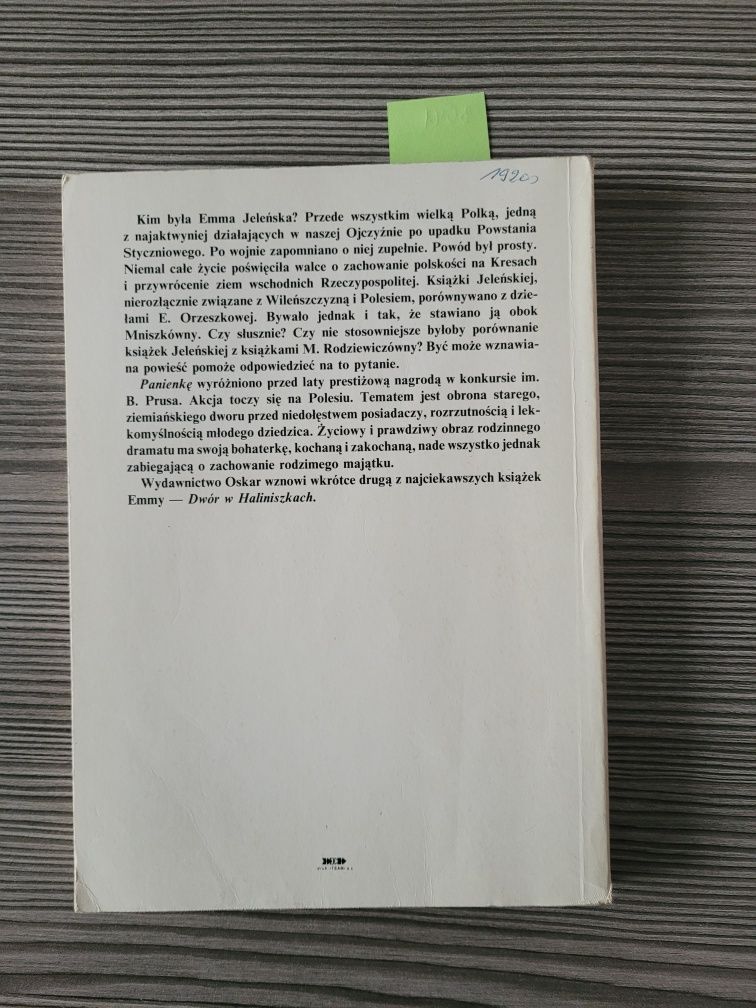 1920
Kim była Emma Jeleńska? Przede wszystkim wielką Polką, jedną
z najaktwyniej działających w naszej Ojczyźnie po upadku Powstania
Styczniowego. Po wojnie zapomniano o niej zupełnie. Powód był prosty.
Niemal całe życie poświęciła walce o zachowanie polskości na Kresach
i przywrócenie ziem wschodnich Rzeczypospolitej. Książki Jeleńskiej,
nierozłącznie związane z Wileńszczyzną i Polesiem, porównywano z dzie-
łami E. Orzeszkowej. Bywało jednak i tak, że stawiano ją obok
Mniszkówny. Czy słusznie? Czy nie stosowniejsze byłoby porównanie
książek Jeleńskiej z książkami M. Rodziewiczówny? Być może wznawia-
na powieść pomoże odpowiedzieć na to pytanie.
Panienkę wyróżniono przed laty prestiżową nagrodą w konkursie im.
B. Prusa. Akcja toczy się na Polesiu. Tematem jest obrona starego,
ziemiańskiego dworu przed niedołęstwem posiadaczy, rozrzutnością i lek-
komyślnością młodego dziedzica. Życiowy i prawdziwy obraz rodzinnego
dramatu ma swoją bohaterkę, kochaną i zakochaną, nade wszystko jednak
zabiegającą o zachowanie rodzimego majątku.
Wydawnictwo Oskar wznowi wkrótce drugą z najciekawszych książek
Emmy — Dwór w Haliniszkach.